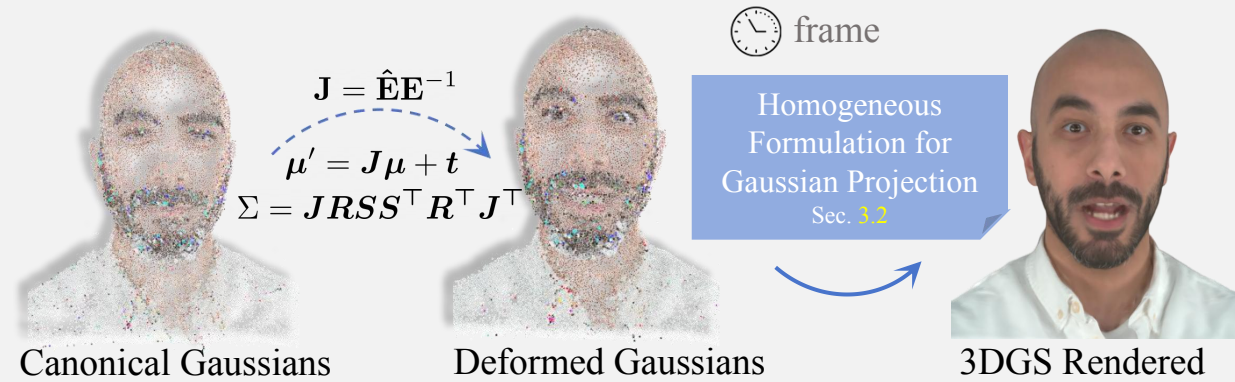 frame
J = ÊE⁻¹
μ′ = Jμ + t
Σ = JRSS⊤R⊤J⊤
Homogeneous
Formulation for
Gaussian Projection
Sec. 3.2
Canonical Gaussians
Deformed Gaussians
3DGS Rendered